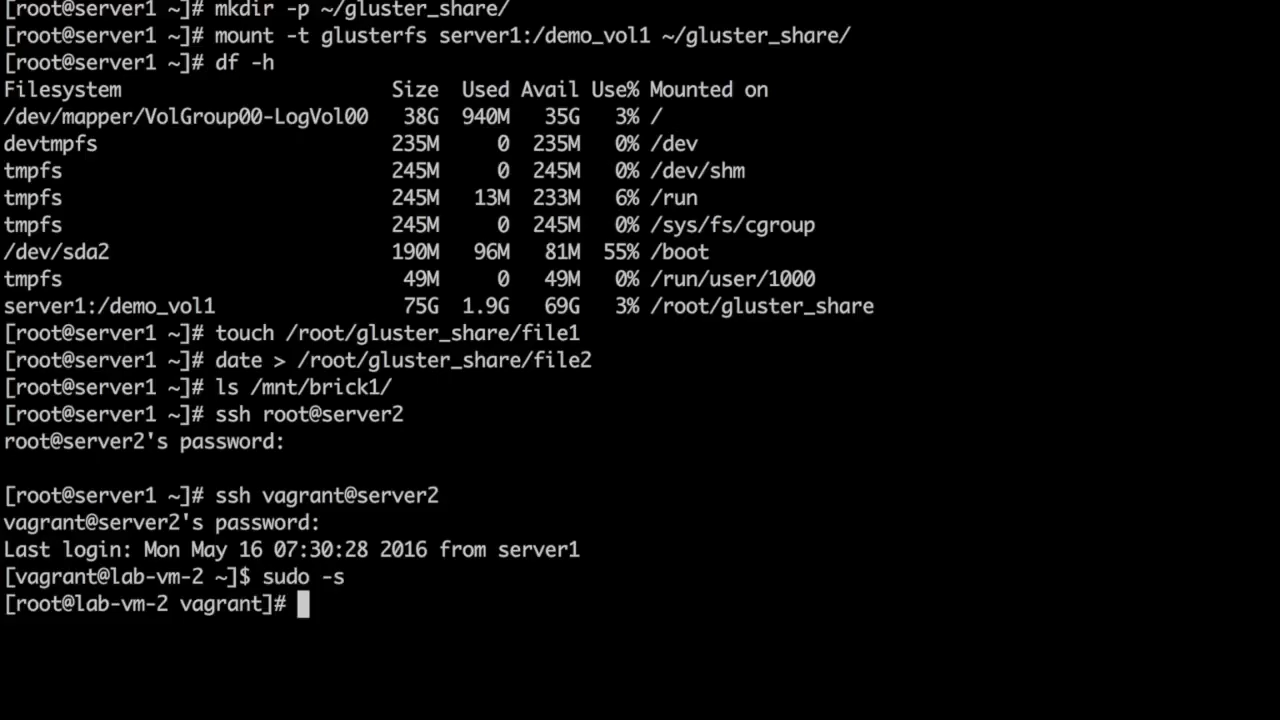 [root@server1 ~]# mkdir -p ~/gluster_share/
[root@server1 ~]# mount -t glusterfs server1:/demo_vol1 ~/gluster_share/
[root@server1 ~]# df -h
Filesystem Size Used Avail Use% Mounted on
/dev/mapper/VolGroup00-LogVol00 38G 940M 35G 3% /
devtmpfs 235M 0 235M 0% /dev
tmpfs 245M 0 245M 0% /dev/shm
tmpfs 245M 13M 233M 6% /run
tmpfs 245M 0 245M 0% /sys/fs/cgroup
/dev/sda2 190M 96M 81M 55% /boot
tmpfs 49M 0 49M 0% /run/user/1000
server1:/demo_vol1 75G 1.9G 69G 3% /root/gluster_share
[root@server1 ~]# touch /root/gluster_share/file1
[root@server1 ~]# date > /root/gluster_share/file2
[root@server1 ~]# ls /mnt/brick1/
[root@server1 ~]# ssh root@server2
root@server2's password:
[root@server1 ~]# ssh vagrant@server2
vagrant@server2's password:
Last login: Mon May 16 07:30:28 2016 from server1
[vagrant@lab-vm-2 ~]$ sudo -s
[root@lab-vm-2 vagrant]#